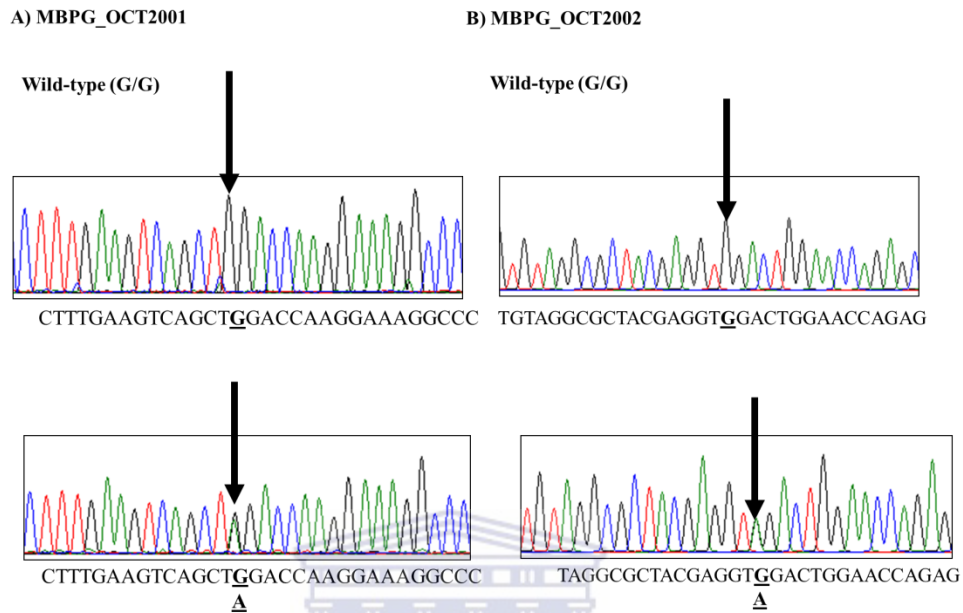 A) MBPG_OCT2001
B) MBPG_OCT2002
Wild-type (G/G)
Wild-type (G/G)
CTTTGAAGTCAGCTGGACCAAGGAAAGGCCC
TGTAGGCGCTACGAGGTGGACTGGAACCAGAG
CTTTGAAGTCAGCTGGACCAAGGAAAGGCCC
A
TAGGCGCTACGAGGTGGACTGGAACCAGAG
A